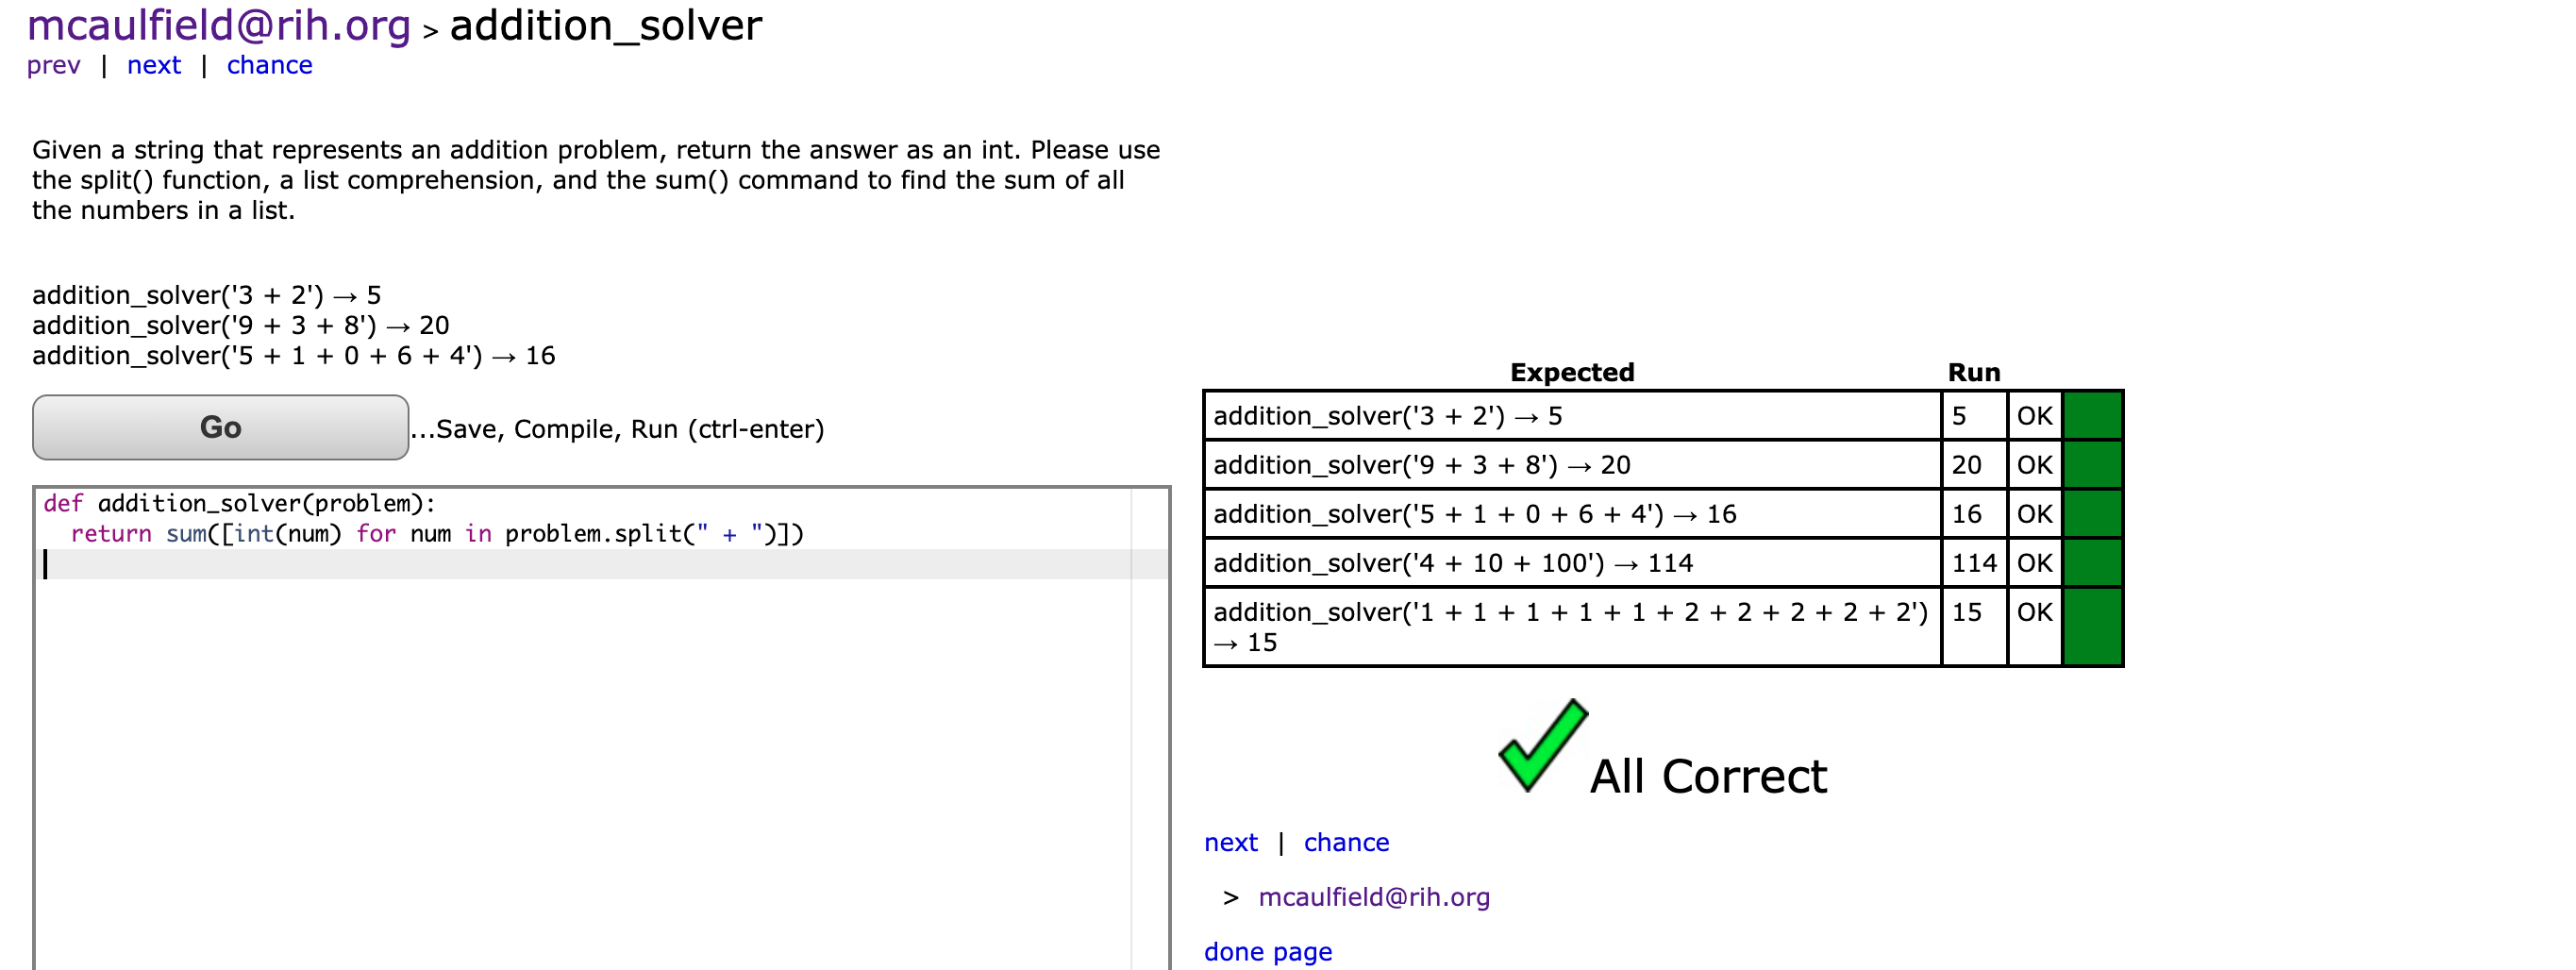 mcaulfield@rih.org > addition_solver
prev | next | chance
Given a string that represents an addition problem, return the answer as an int. Please use
the split() function, a list comprehension, and the sum() command to find the sum of all
the numbers in a list.
addition_solver('3 + 2') → 5
addition_solver('9 + 3 + 8') → 20
addition_solver('5 + 1 + 0 + 6 + 4') → 16
Go ...Save, Compile, Run (ctrl-enter)
def addition_solver(problem):
  return sum([int(num) for num in problem.split(" + ")])
Expected Run
addition_solver('3 + 2') → 5 5 OK
addition_solver('9 + 3 + 8') → 20 20 OK
addition_solver('5 + 1 + 0 + 6 + 4') → 16 16 OK
addition_solver('4 + 10 + 100') → 114 114 OK
addition_solver('1 + 1 + 1 + 1 + 1 + 2 + 2 + 2 + 2 + 2') 15 OK
→ 15
All Correct
next | chance
> mcaulfield@rih.org
done page